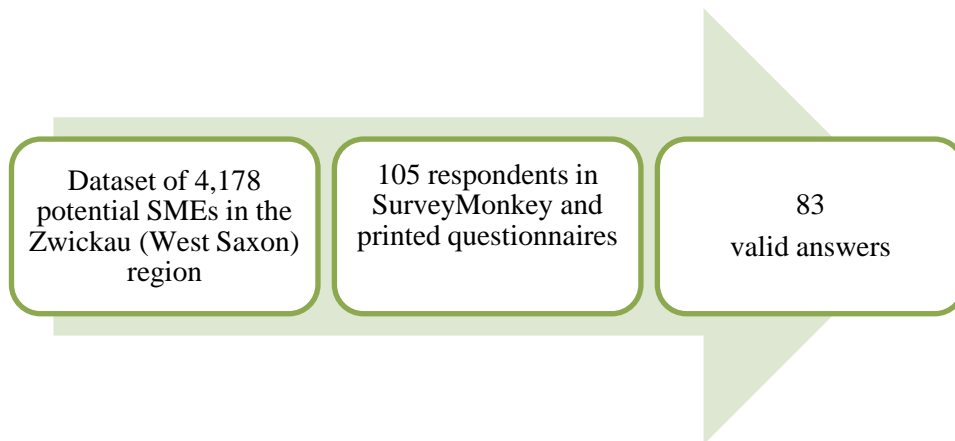 Dataset of 4,178
potential SMEs in the
Zwickau (West Saxon)
region
105 respondents in
SurveyMonkey and
printed questionnaires
83
valid answers